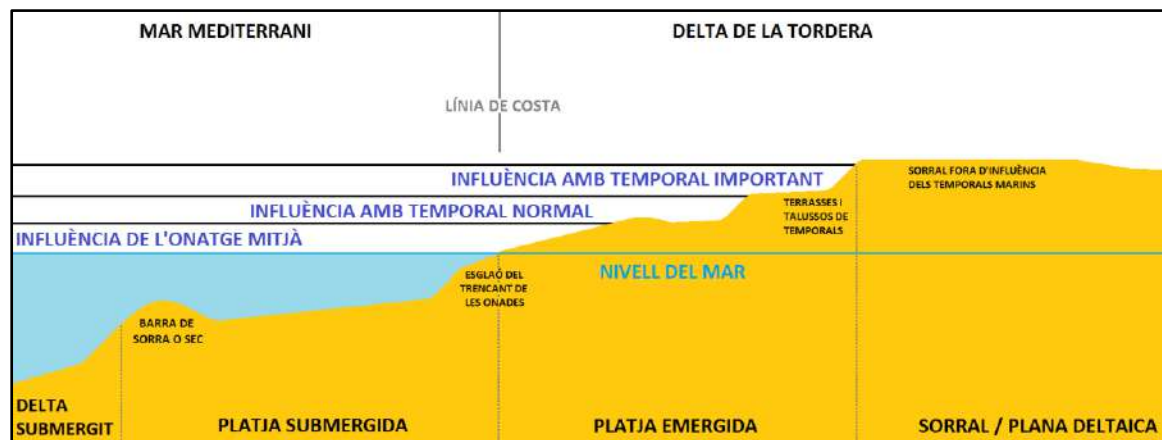 MAR MEDITERRANI
DELTA DE LA TORDERA
LÍNIA DE COSTA
INFLUÈNCIA AMB TEMPORAL IMPORTANT
INFLUÈNCIA AMB TEMPORAL NORMAL
INFLUÈNCIA DE L'ONATGE MITJÀ
SORRAL FORA D'INFLUÈNCIA
DELS TEMPORALS MARINS
TERRASSES I
TALUSSOS DE
TEMPORALS
NIVELL DEL MAR
ESGLAÓ DEL
TRENCANT DE
LES ONADES
BARRA DE
SORRA O SEC
DELTA
SUBMERGIT
PLATJA SUBMERGIDA
PLATJA EMERGIDA
SORRAL / PLANA DELTAICA